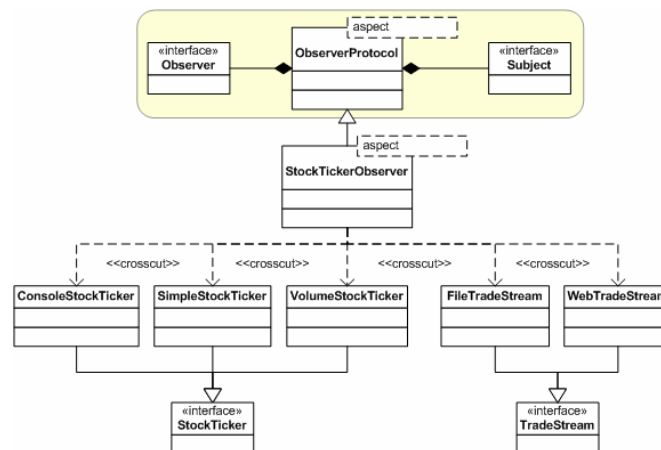 aspect
«interface»
Observer
ObserverProtocol
«interface»
Subject
aspect
StockTickerObserver
<<crosscut>>
<<crosscut>>
<<crosscut>>
<<crosscut>>
ConsoleStockTicker
SimpleStockTicker
VolumeStockTicker
FileTradeStream
WebTradeStream
«interface»
StockTicker
«interface»
TradeStream